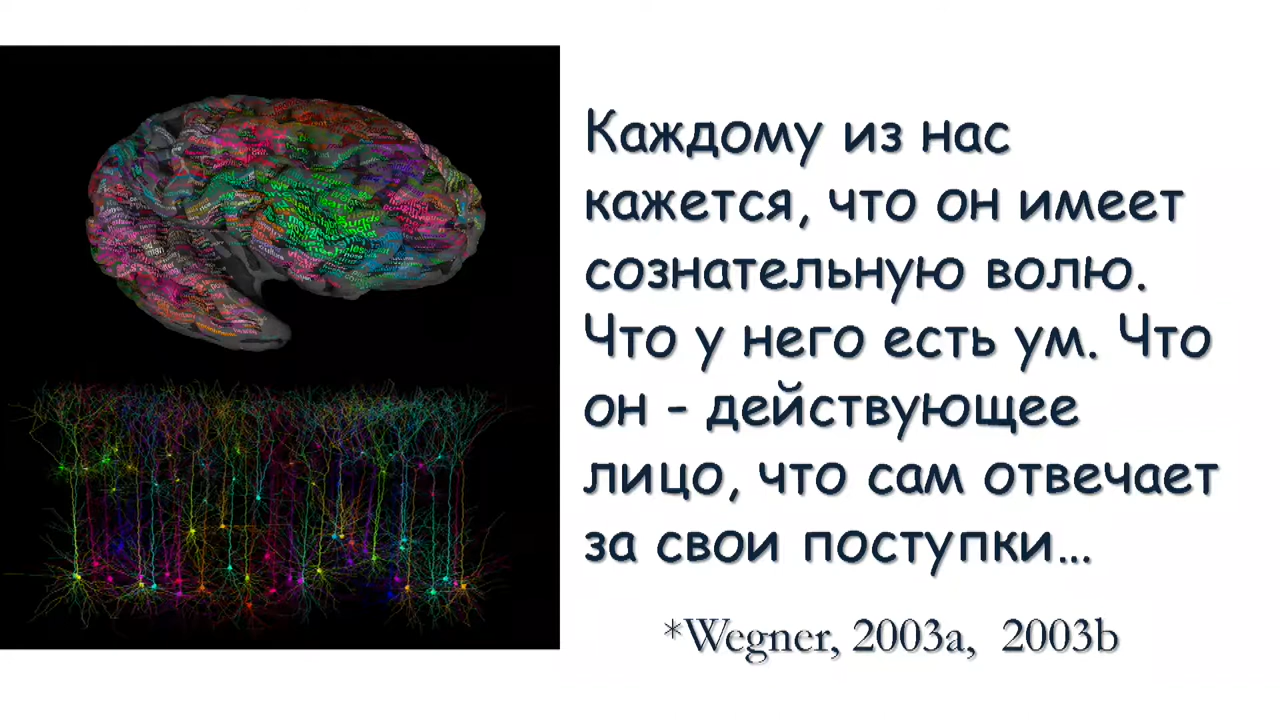 Каждому из нас
кажется, что он имеет
сознательную волю.
Что у него есть ум. Что
он - действующее
лицо, что сам отвечает
за свои поступки...
*Wegner, 2003a, 2003b